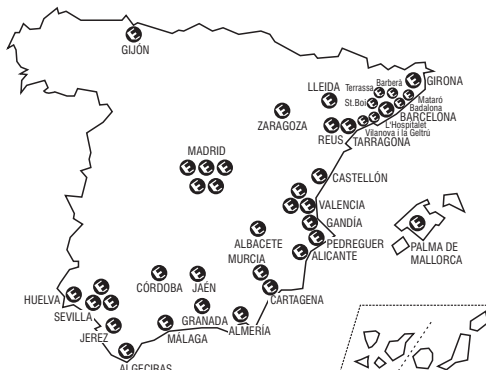 GIJÓN
LLEIDA
Terrassa
Barberà
GIRONA
St.Boi
Mataró
Badalona
BARCELONA
ZARAGOZA
L'Hospitalet
Vilanova i la Geltrú
REUS
TARRAGONA
MADRID
CASTELLÓN
VALENCIA
GANDÍA
ALBACETE
PEDREGUER
PALMA DE
MALLORCA
MURCIA
ALICANTE
CÓRDOBA
JAÉN
CARTAGENA
HUELVA
SEVILLA
GRANADA
ALMERÍA
JEREZ
MÁLAGA
ALGECIRAS